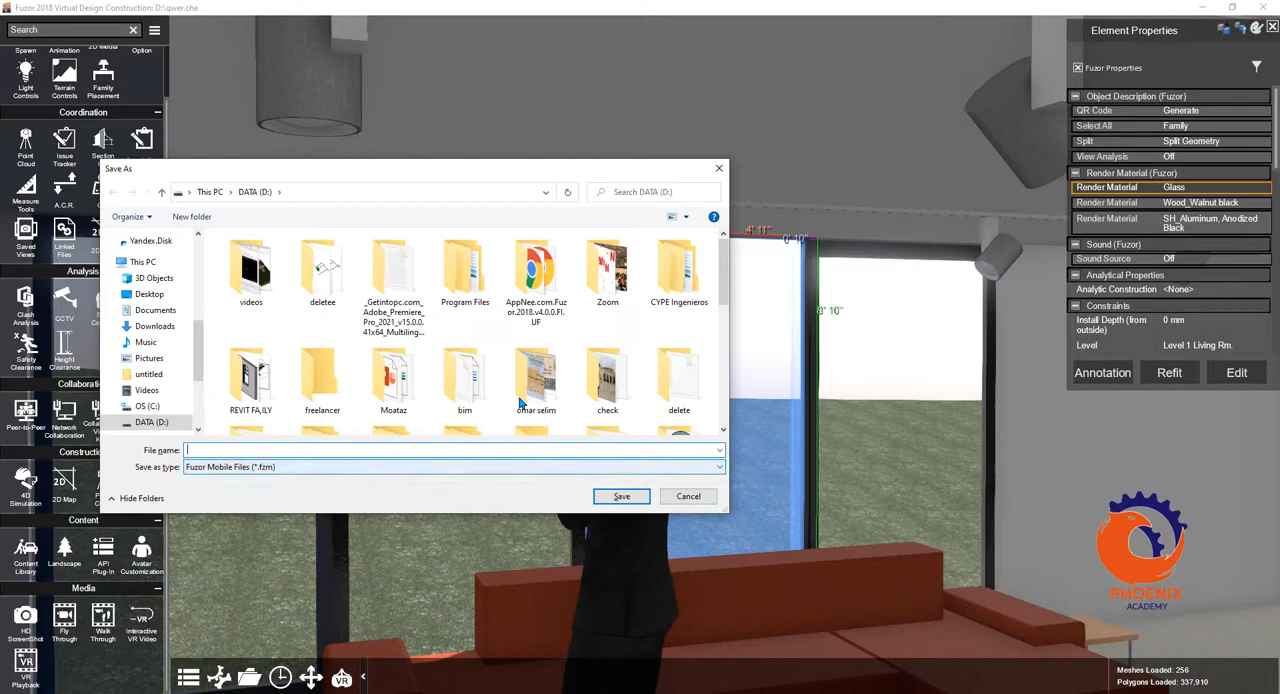 Fuzor 2018 Virtual Design Construction: D:\qwer.che
Search
Spawn
Animation
Option
Light Controls
Terrain Controls
Family Placement
Coordination
Point Cloud
Issue Tracker
Section
Measure Tools
A.C.R.
Saved Views
Linked Files
Analysis
Clash Analysis
CCTV
Safety Clearance
Height Clearance
Peer-to-Peer
Network Collaboration
4D Simulation
2D Map
Content
Content Library
Landscape
API Plug-In
Avatar Customization
Media
HD ScreenShot
Fly Through
Walk Through
Interactive VR Video
VR Playback
Save As
This PC > DATA (D:) >
Search DATA (D:)
Organize
New folder
Yandex.Disk
This PC
3D Objects
Desktop
Documents
Downloads
Music
Pictures
untitled
Videos
OS (C:)
DATA (D:)
videos
deletee
_Getintopc.com_Adobe_Premiere_Pro_2021_v15.0.0.41x64_Multiling...
Program Files
AppNee.com.Fuzor.2018.v4.0.0.Fl.UF
Zoom
CYPE Ingenieros
REVIT FA,ILY
freelancer
Moataz
bim
omar selim
check
delete
File name:
Save as type: Fuzor Mobile Files (*.fzm)
Hide Folders
Save
Cancel
4' 11"
0' 10"
0' 10"
Element Properties
Fuzor Properties
Object Description (Fuzor)
QR Code Generate
Select All Family
Split Split Geometry
View Analysis Off
Render Material (Fuzor)
Render Material Glass
Render Material Wood_Walnut black
Render Material SH_Aluminum, Anodized Black
Sound (Fuzor)
Sound Source Off
Analytical Properties
Analytic Construction <None>
Constraints
Install Depth (from outside) 0 mm
Level Level 1 Living Rm.
Annotation
Refit
Edit
PHOENIX
ACADEMY
VR
Meshes Loaded: 256
Polygons Loaded: 337,910